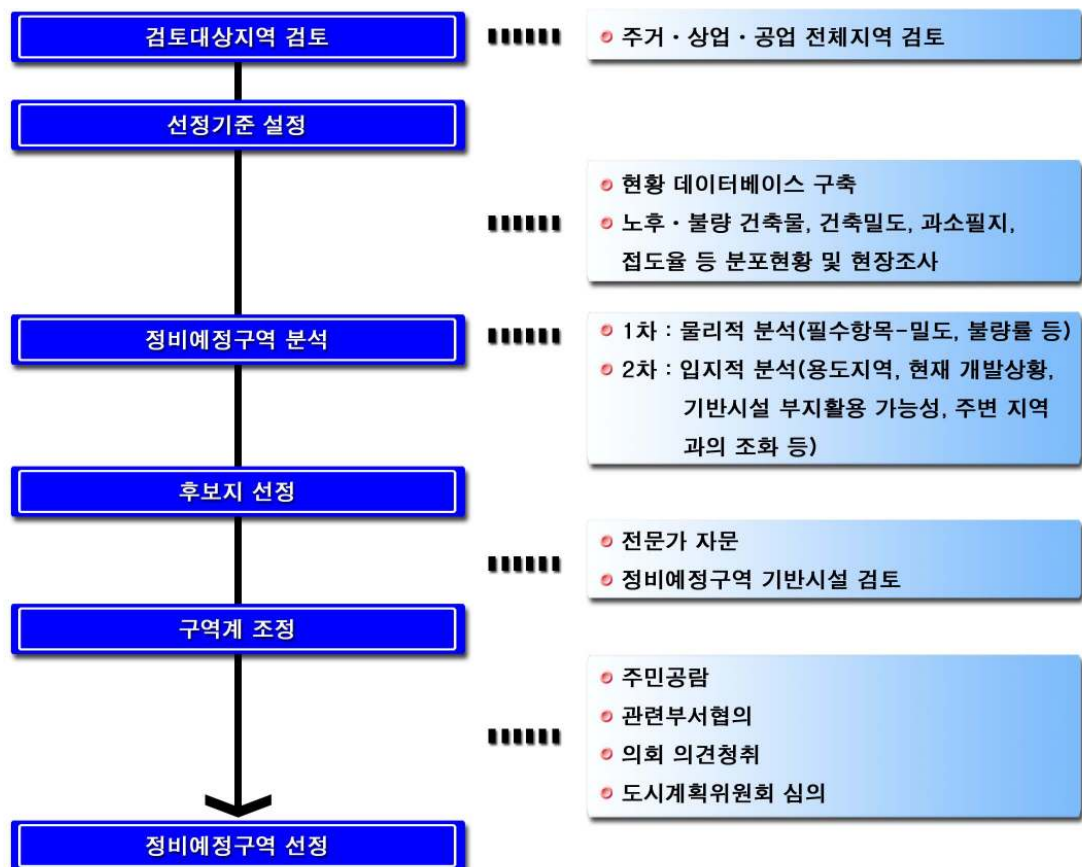 검토대상지역 검토
• 주거 · 상업 · 공업 전체지역 검토
선정기준 설정
• 현황 데이터베이스 구축
• 노후 · 불량 건축물, 건축밀도, 과소필지,
접도율 등 분포현황 및 현장조사
정비예정구역 분석
• 1차 : 물리적 분석(필수항목-밀도, 불량률 등)
• 2차 : 입지적 분석(용도지역, 현재 개발상황,
기반시설 부지활용 가능성, 주변 지역
과의 조화 등)
후보지 선정
• 전문가 자문
• 정비예정구역 기반시설 검토
구역계 조정
• 주민공람
• 관련부서협의
• 의회 의견청취
• 도시계획위원회 심의
정비예정구역 선정